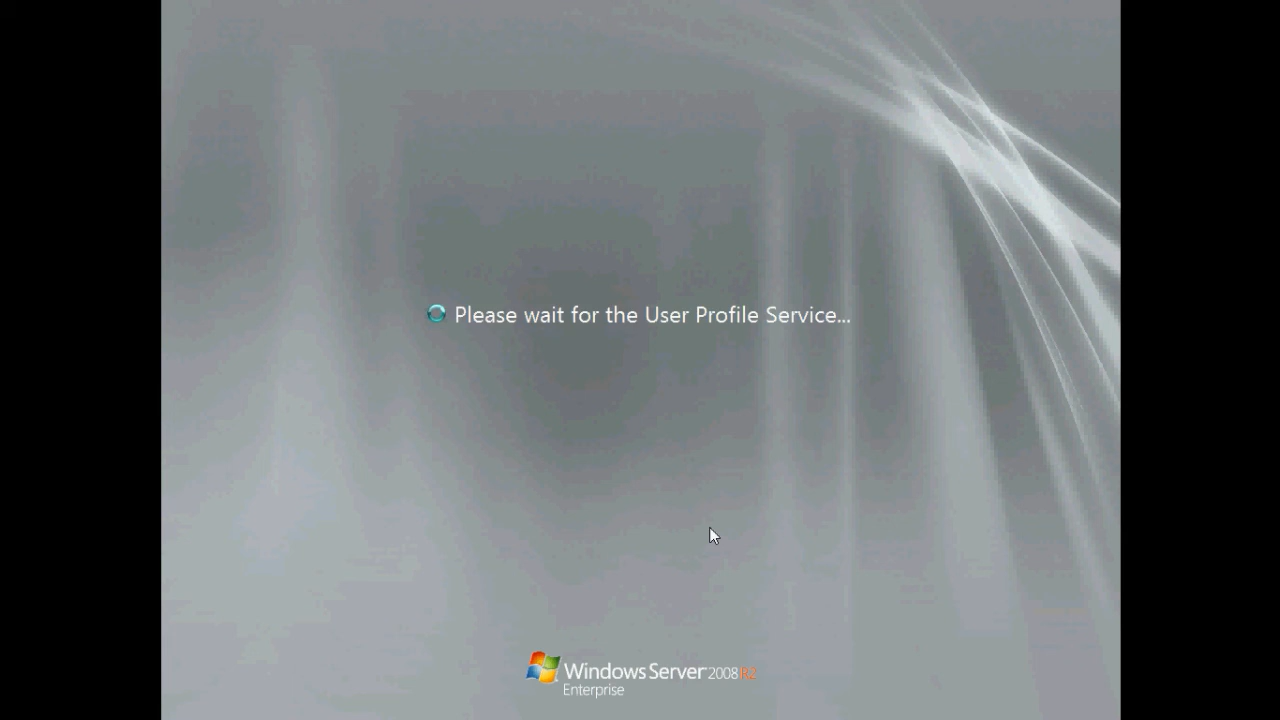 Please wait for the User Profile Service...
Windows Server 2008 R2
Enterprise